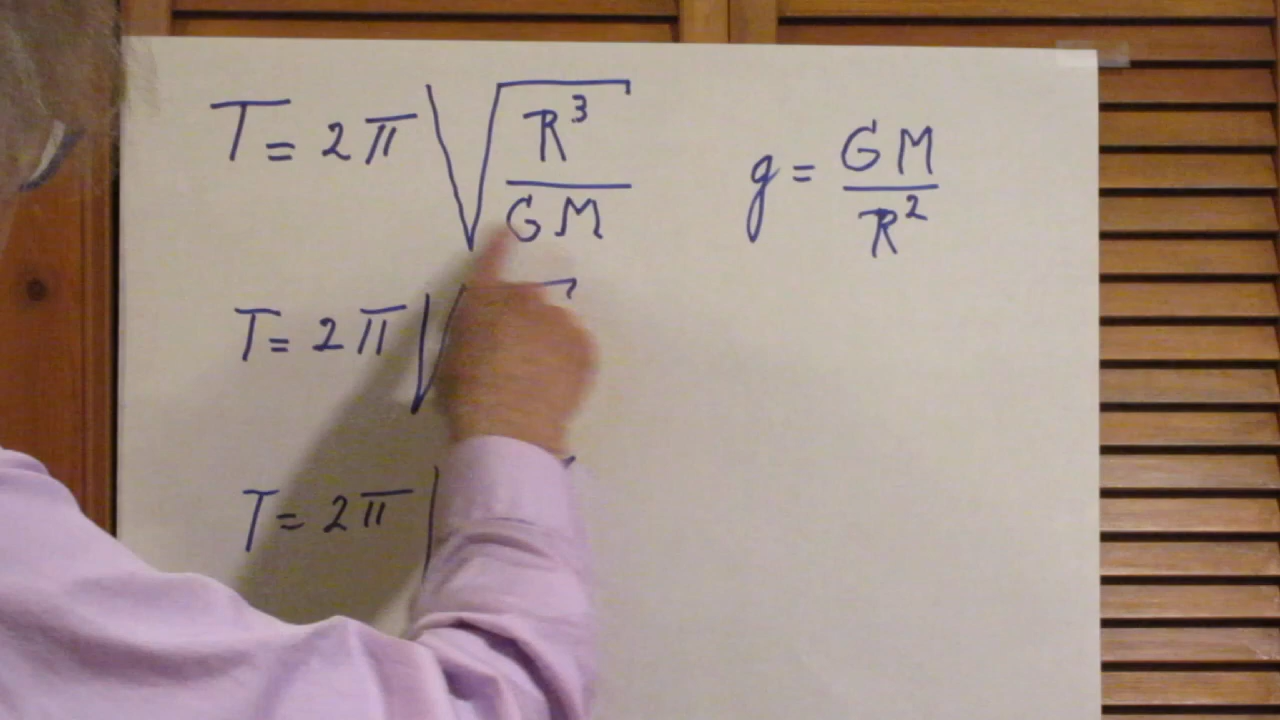 T = 2π √(R³/GM)
g = GM/R²
T = 2π √
T = 2π